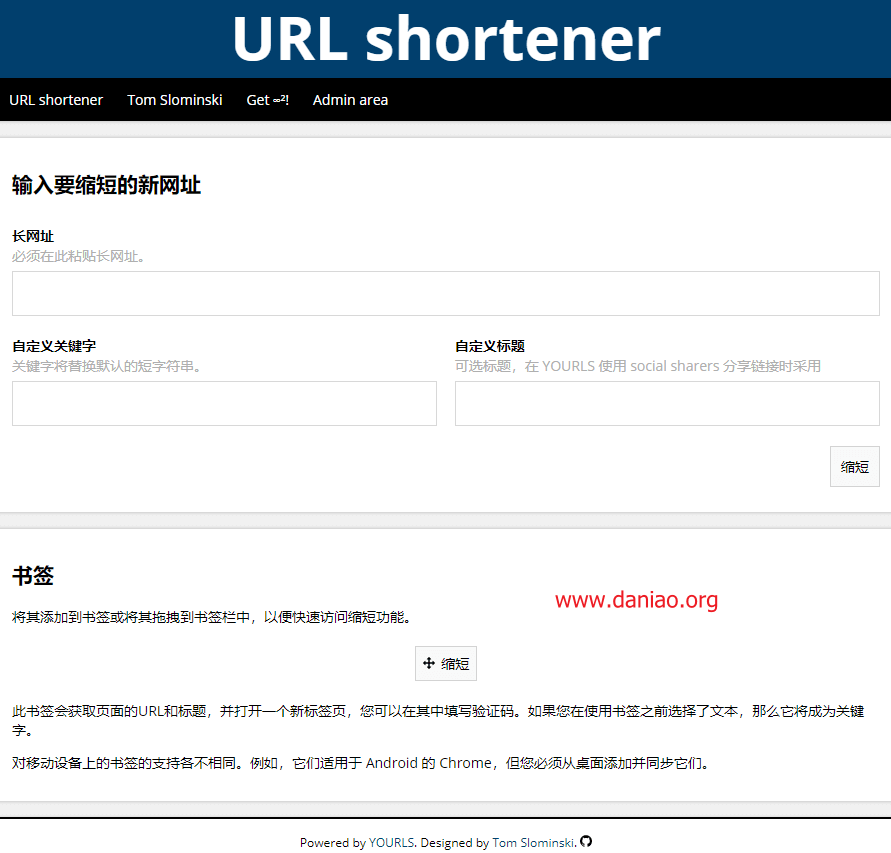 URL shortener
URL shortener Tom Slominski Get ∞²! Admin area
输入要缩短的新网址
长网址
必须在此粘贴长网址。
自定义关键字 自定义标题
关键字将替换默认的短字符串。 可选标题，在 YOURLS 使用 social sharers 分享链接时采用
缩短
书签
www.daniao.org
将其添加到书签或将其拖拽到书签栏中，以便快速访问缩短功能。
缩短
此书签会获取页面的URL和标题，并打开一个新标签页，您可以在其中填写验证码。如果您在使用书签之前选择了文本，那么它将成为关键
字。
对移动设备上的书签的支持各不相同。例如，它们适用于 Android 的 Chrome，但您必须从桌面添加并同步它们。
Powered by YOURLS. Designed by Tom Slominski.